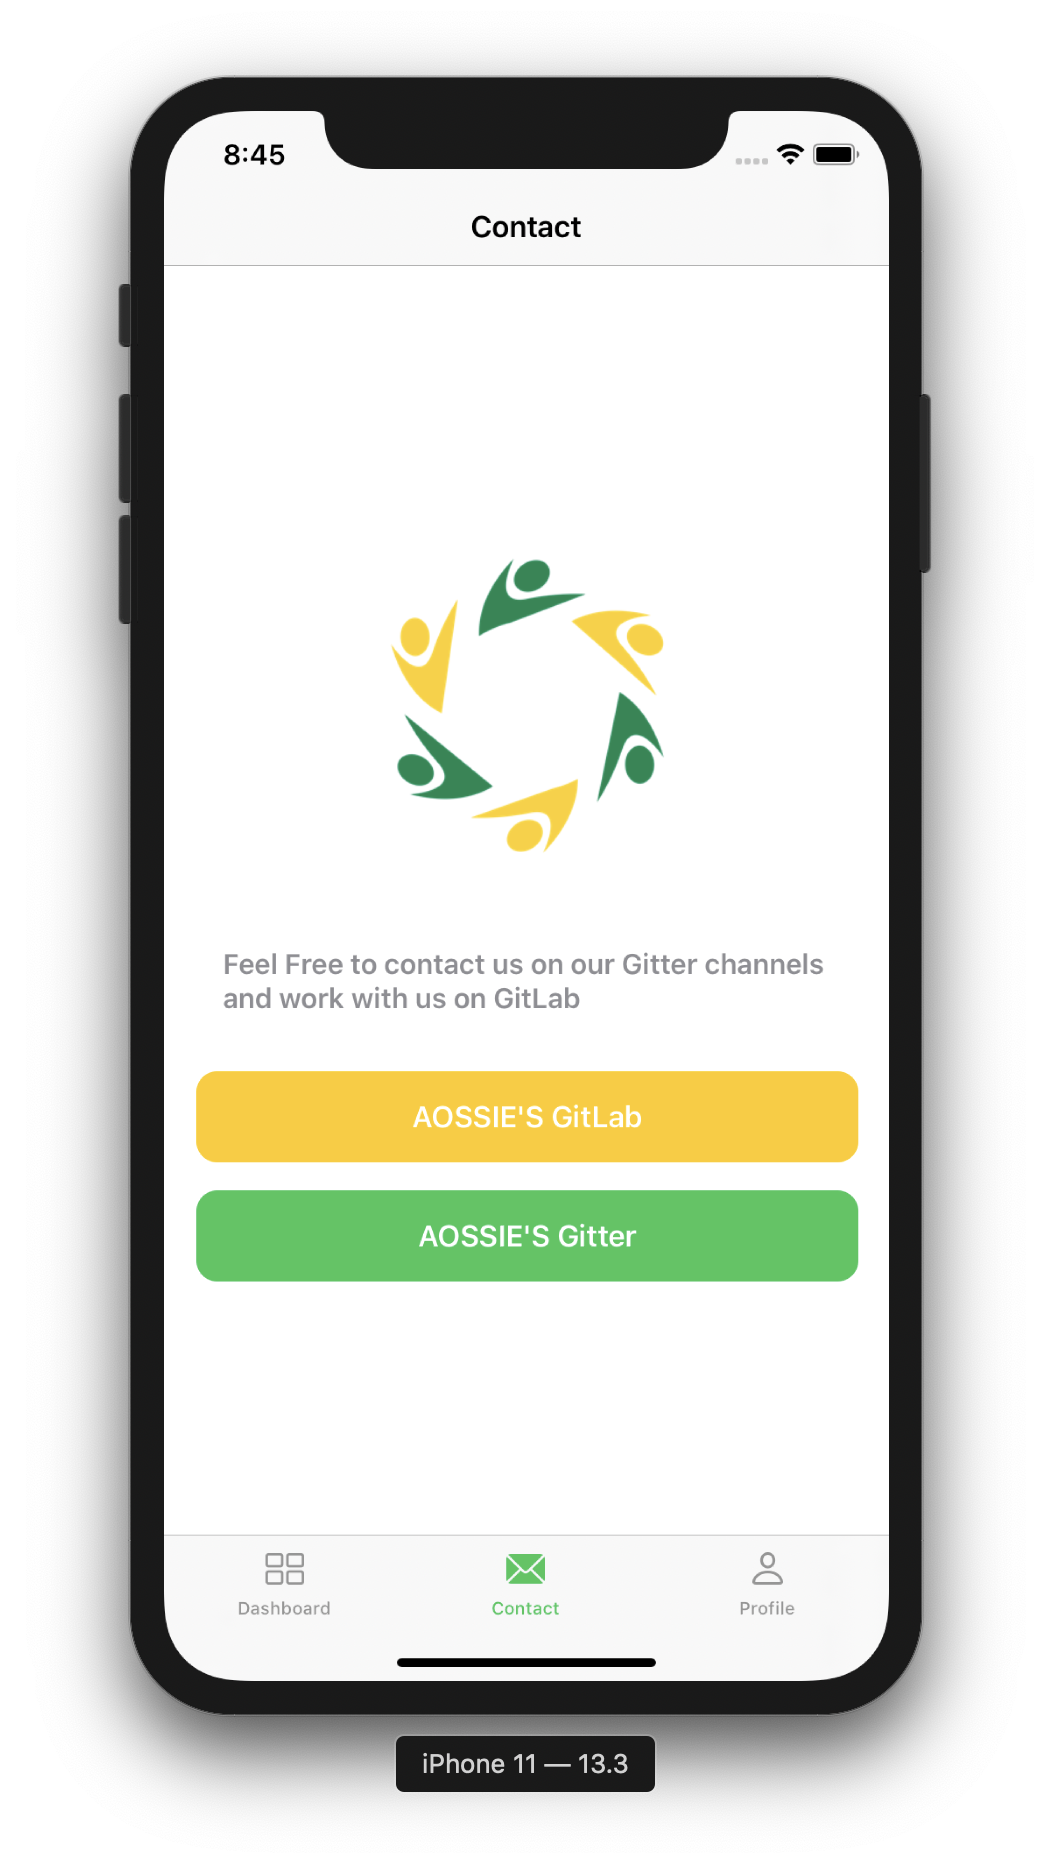 8:45
Contact
Feel Free to contact us on our Gitter channels
and work with us on GitLab
AOSSIE'S GitLab
AOSSIE'S Gitter
Dashboard
Contact
Profile
iPhone 11 — 13.3